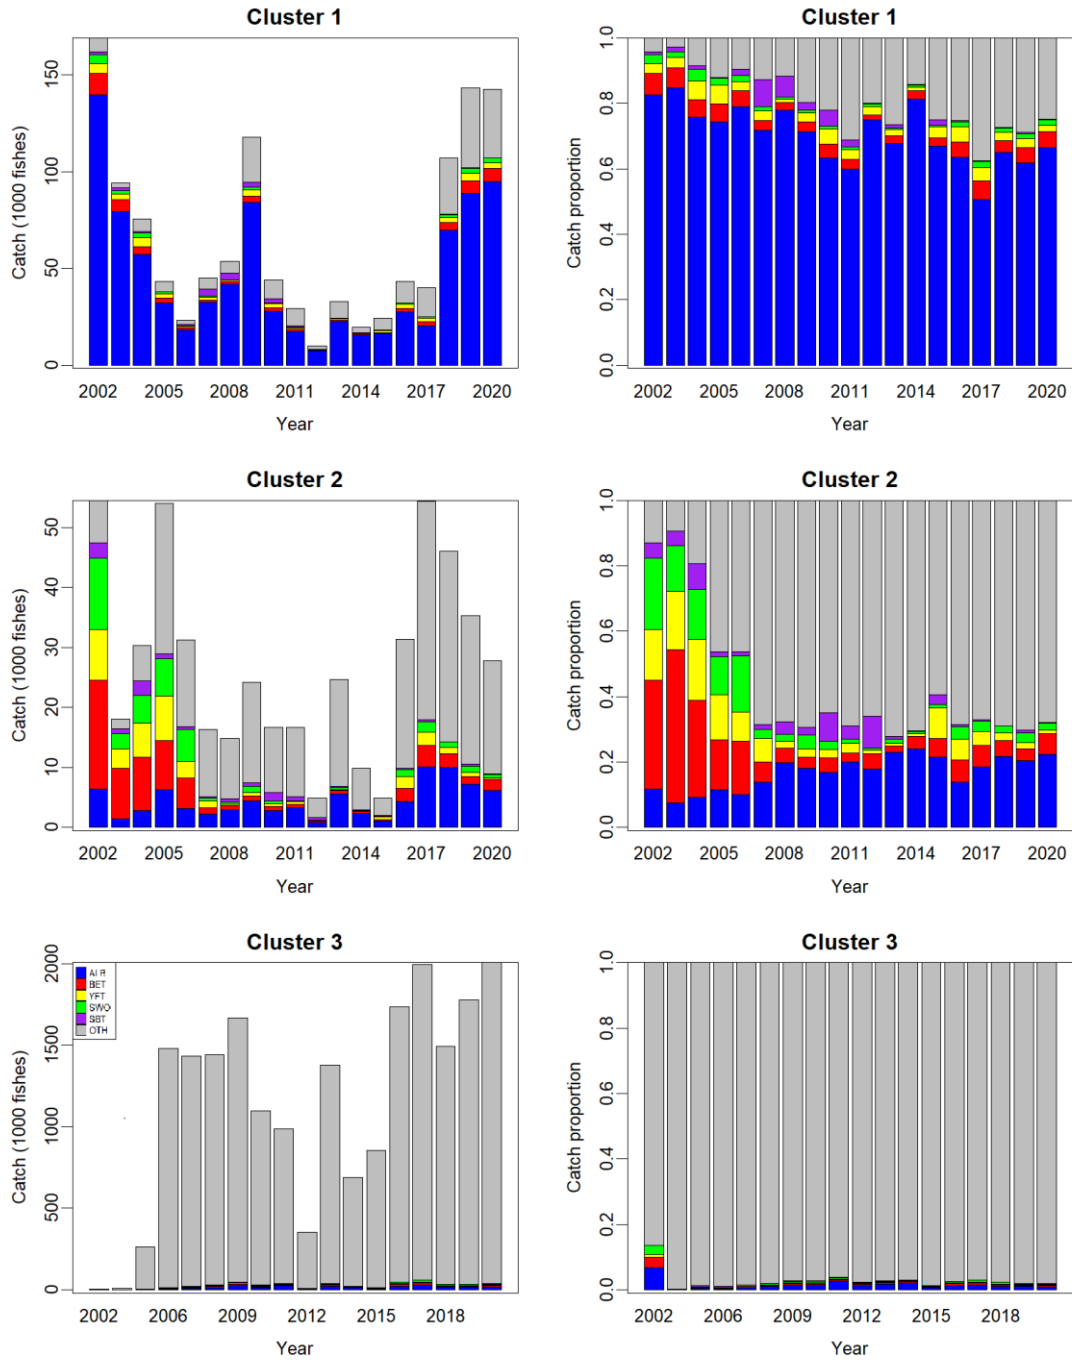 Cluster 1
Catch (1000 fishes)
0 50 100 150
2002 2005 2008 2011 2014 2017 2020
Year
Cluster 1
Catch proportion
0.0 0.2 0.4 0.6 0.8 1.0
2002 2005 2008 2011 2014 2017 2020
Year
Cluster 2
Catch (1000 fishes)
0 10 20 30 40 50
2002 2005 2008 2011 2014 2017 2020
Year
Cluster 2
Catch proportion
0.0 0.2 0.4 0.6 0.8 1.0
2002 2005 2008 2011 2014 2017 2020
Year
Cluster 3
Catch (1000 fishes)
0 500 1000 1500 2000
ALB
BET
YFT
SWO
SBT
OTH
2002 2006 2009 2012 2015 2018
Year
Cluster 3
Catch proportion
0.0 0.2 0.4 0.6 0.8 1.0
2002 2006 2009 2012 2015 2018
Year